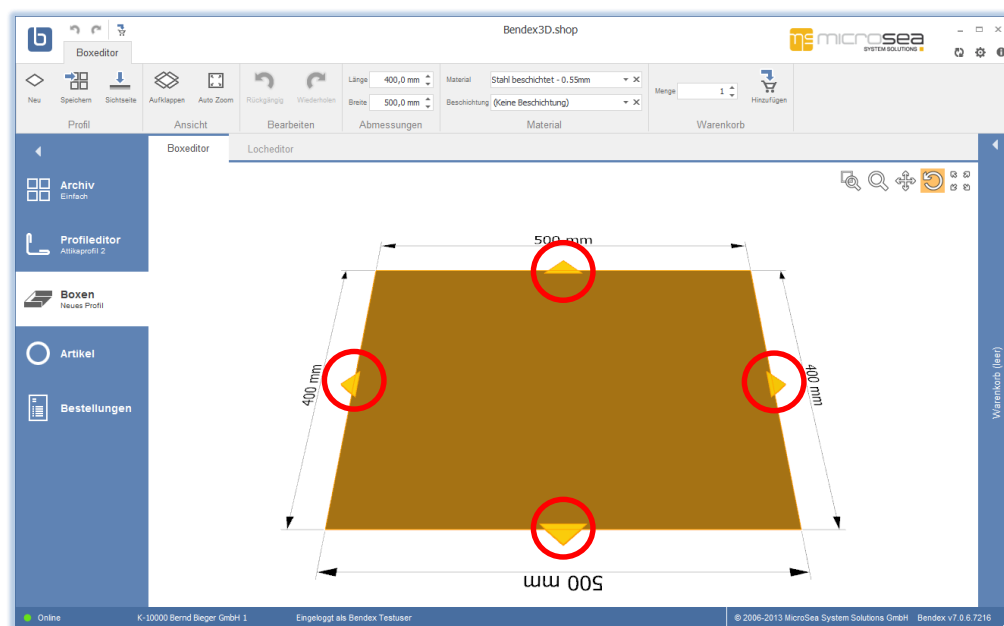 Bendex3D.shop
b
ms microsea
SYSTEM SOLUTIONS
Boxeditor
Neu
Speichern
Sichtseite
Profil
Aufklappen
Auto Zoom
Ansicht
Rückgängig
Wiederholen
Bearbeiten
Länge 400,0 mm
Breite 500,0 mm
Abmessungen
Material Stahl beschichtet - 0.55mm
Beschichtung (Keine Beschichtung)
Material
Menge 1
Hinzufügen
Warenkorb
Boxeditor
Locheditor
Archiv
Einfach
Profileditor
Attikaprofil 2
Boxen
Neues Profil
Artikel
Bestellungen
500 mm
400 mm
400 mm
500 mm
Warenkorb (leer)
Online
K-10000 Bernd Bieger GmbH 1
Eingeloggt als Bendex Testuser
© 2006-2013 MicroSea System Solutions GmbH
Bendex v7.0.6.7216